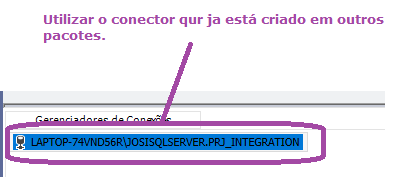 Utilizar o conector qur ja está criado em outros
pacotes.
Gerenciadores de Conexões
LAPTOP-74VND56R\JOSISQLSERVER.PRJ_INTEGRATION